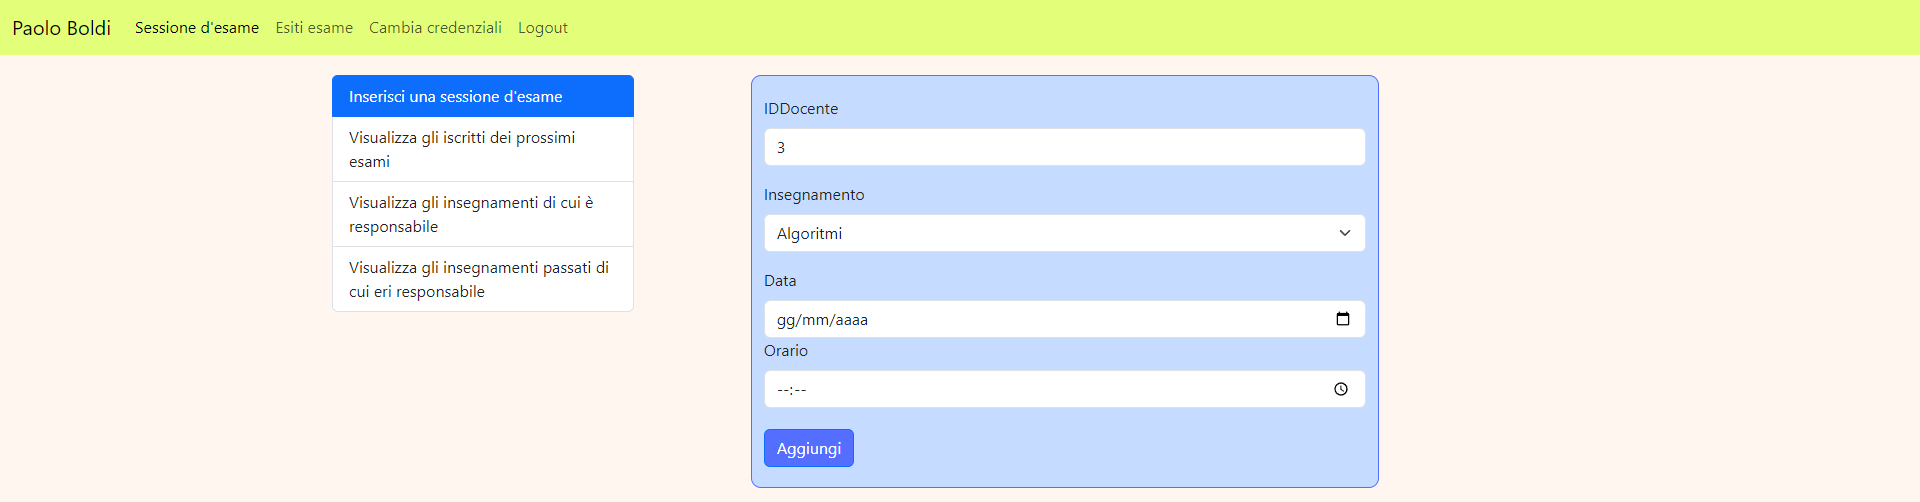 Paolo Boldi Sessione d'esame Esiti esame Cambia credenziali Logout
Inserisci una sessione d'esame
Visualizza gli iscritti dei prossimi
esami
Visualizza gli insegnamenti di cui è
responsabile
Visualizza gli insegnamenti passati di
cui eri responsabile
IDDocente
3
Insegnamento
Algoritmi
Data
gg/mm/aaaa
Orario
--:--
Aggiungi